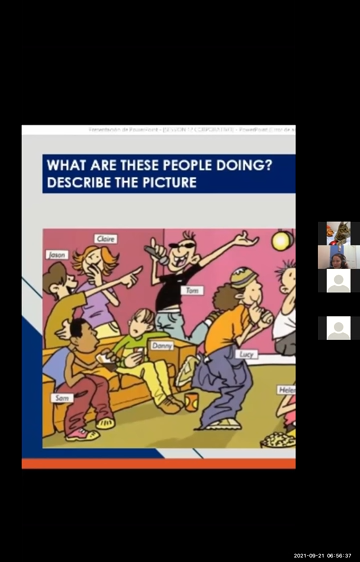 WHAT ARE THESE PEOPLE DOING?
DESCRIBE THE PICTURE
Claire
Jason
Tom
Danny
Lucy
Sam
Hele
2021-09-21 06:56:37